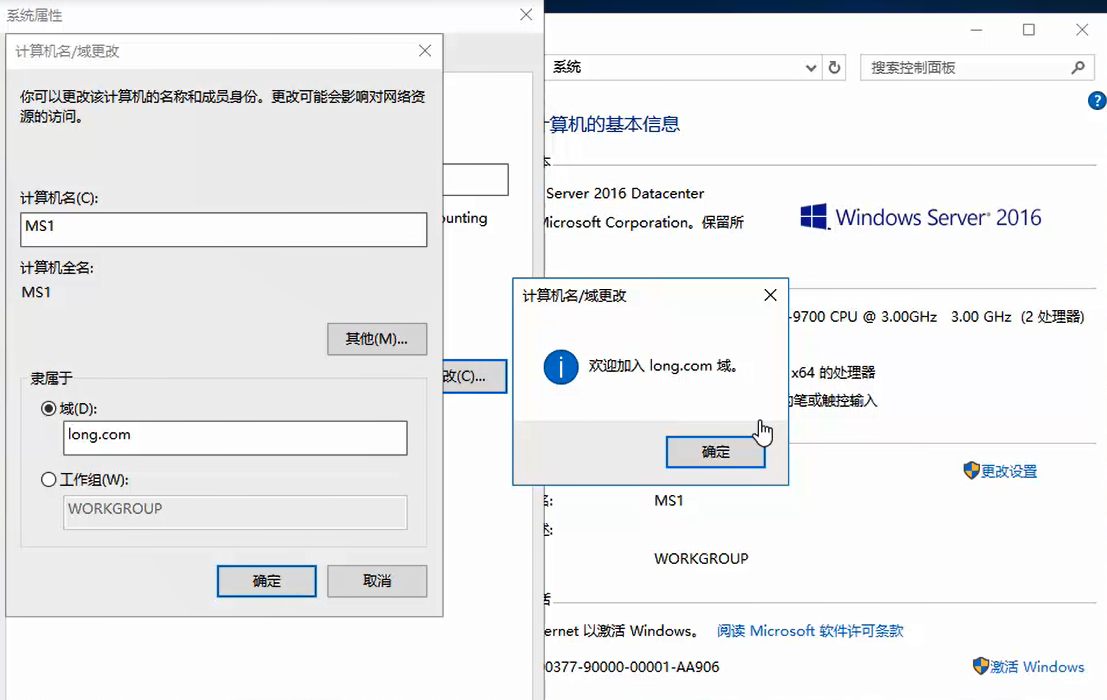 系统属性
计算机名/域更改
你可以更改该计算机的名称和成员身份。更改可能会影响对网络资
源的访问。
计算机名(C):
MS1
计算机全名:
MS1
其他(M)...
隶属于
域(D):
long.com
工作组(W):
WORKGROUP
确定
取消
unting
改(C)...
系统
搜索控制面板
?
算机的基本信息
本
Server 2016 Datacenter
Microsoft Corporation。保留所
Windows Server® 2016
计算机名/域更改
欢迎加入 long.com 域。
确定
-9700 CPU @ 3.00GHz 3.00 GHz (2 处理器)
x64 的处理器
的笔或触控输入
更改设置
名:
MS1
述:
WORKGROUP
活
ernet 以激活 Windows。 阅读 Microsoft 软件许可条款
0377-90000-00001-AA906
激活 Windows